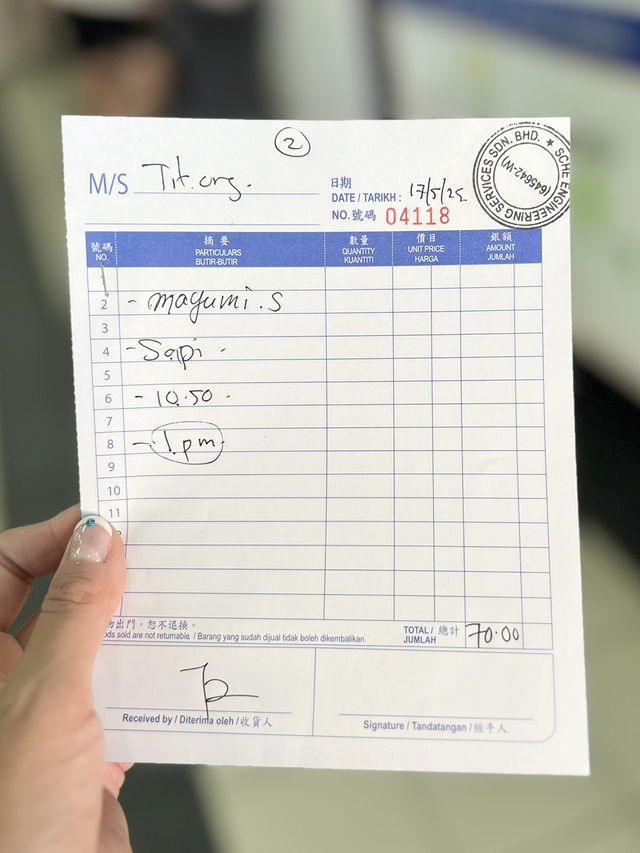 2
M/S Tit.org.
日期
DATE / TARIKH : 17/5/25
NO. 號碼 04118
SCHE ENGINEERING SERVICES SDN. BHD. ★
(645642-W)
號碼 摘要 數量 價目 銀額
NO. PARTICULARS QUANTITY UNIT PRICE AMOUNT
BUTIR-BUTIR KUANTITI HARGA JUMLAH
1
2 - mayumi.s
3
4 - Sapi .
5
6 - 10.50 .
7
8 - 1.pm.
9
10
11
勿出門。恕不退換。
ods sold are not returnable. / Barang yang sudah dijual tidak boleh dikembalikan.
TOTAL / 總計 70.00
JUMLAH
Received by / Diterima oleh / 收貨人
Signature / Tandatangan / 經手人